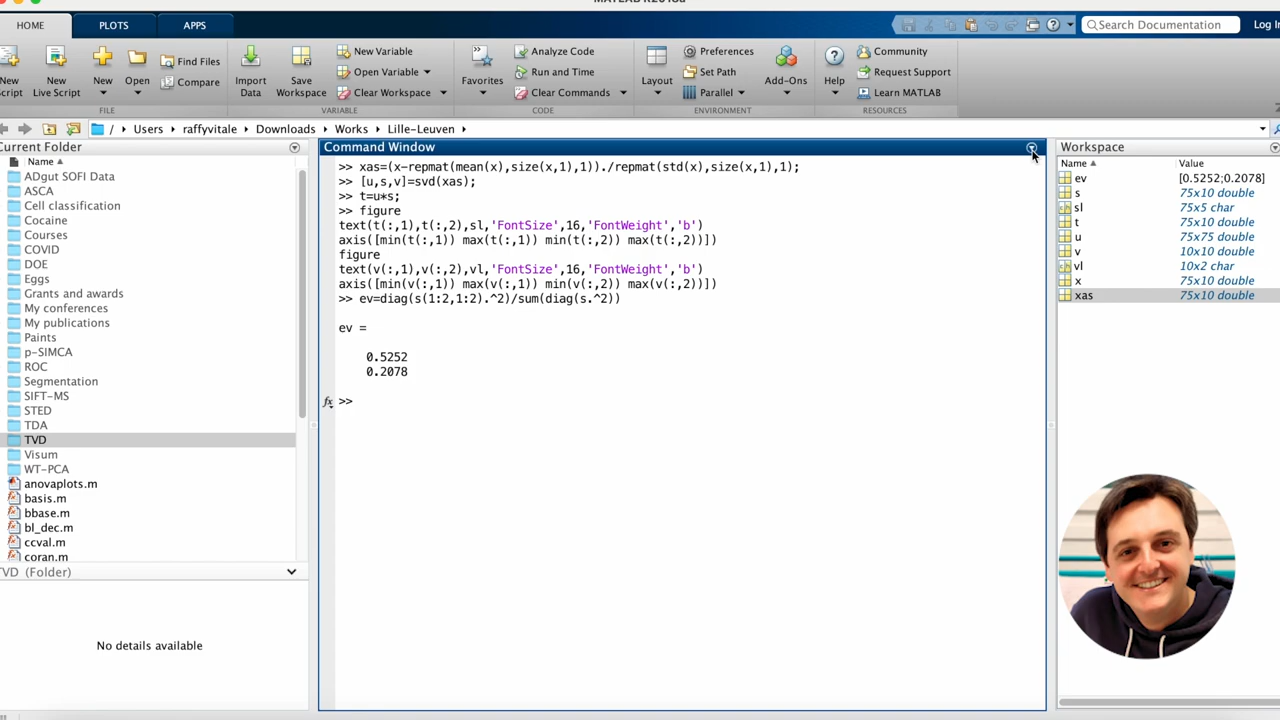 HOME PLOTS APPS
Search Documentation
Log In
New Script
New Live Script
New
Open
Find Files
Compare
Import Data
Save Workspace
New Variable
Open Variable
Clear Workspace
Favorites
Analyze Code
Run and Time
Clear Commands
Layout
Preferences
Set Path
Parallel
Add-Ons
Help
Community
Request Support
Learn MATLAB
FILE VARIABLE CODE ENVIRONMENT RESOURCES
/ Users raffyvitale Downloads Works Lille-Leuven
Current Folder
Name
ADgut SOFI Data
ASCA
Cell classification
Cocaine
Courses
COVID
DOE
Eggs
Grants and awards
My conferences
My publications
Paints
p-SIMCA
ROC
Segmentation
SIFT-MS
STED
TDA
TVD
Visum
WT-PCA
anovaplots.m
basis.m
bbase.m
bl_dec.m
ccval.m
coran.m
TVD (Folder)
No details available
Command Window
>> xas=(x-repmat(mean(x),size(x,1),1))./repmat(std(x),size(x,1),1);
>> [u,s,v]=svd(xas);
>> t=u*s;
>> figure
text(t(:,1),t(:,2),sl,'FontSize',16,'FontWeight','b')
axis([min(t(:,1)) max(t(:,1)) min(t(:,2)) max(t(:,2))])
figure
text(v(:,1),v(:,2),vl,'FontSize',16,'FontWeight','b')
axis([min(v(:,1)) max(v(:,1)) min(v(:,2)) max(v(:,2))])
>> ev=diag(s(1:2,1:2).^2)/sum(diag(s.^2))
ev =
0.5252
0.2078
fx >>
Workspace
Name Value
ev [0.5252;0.2078]
s 75x10 double
sl 75x5 char
t 75x10 double
u 75x75 double
v 10x10 double
vl 10x2 char
x 75x10 double
xas 75x10 double